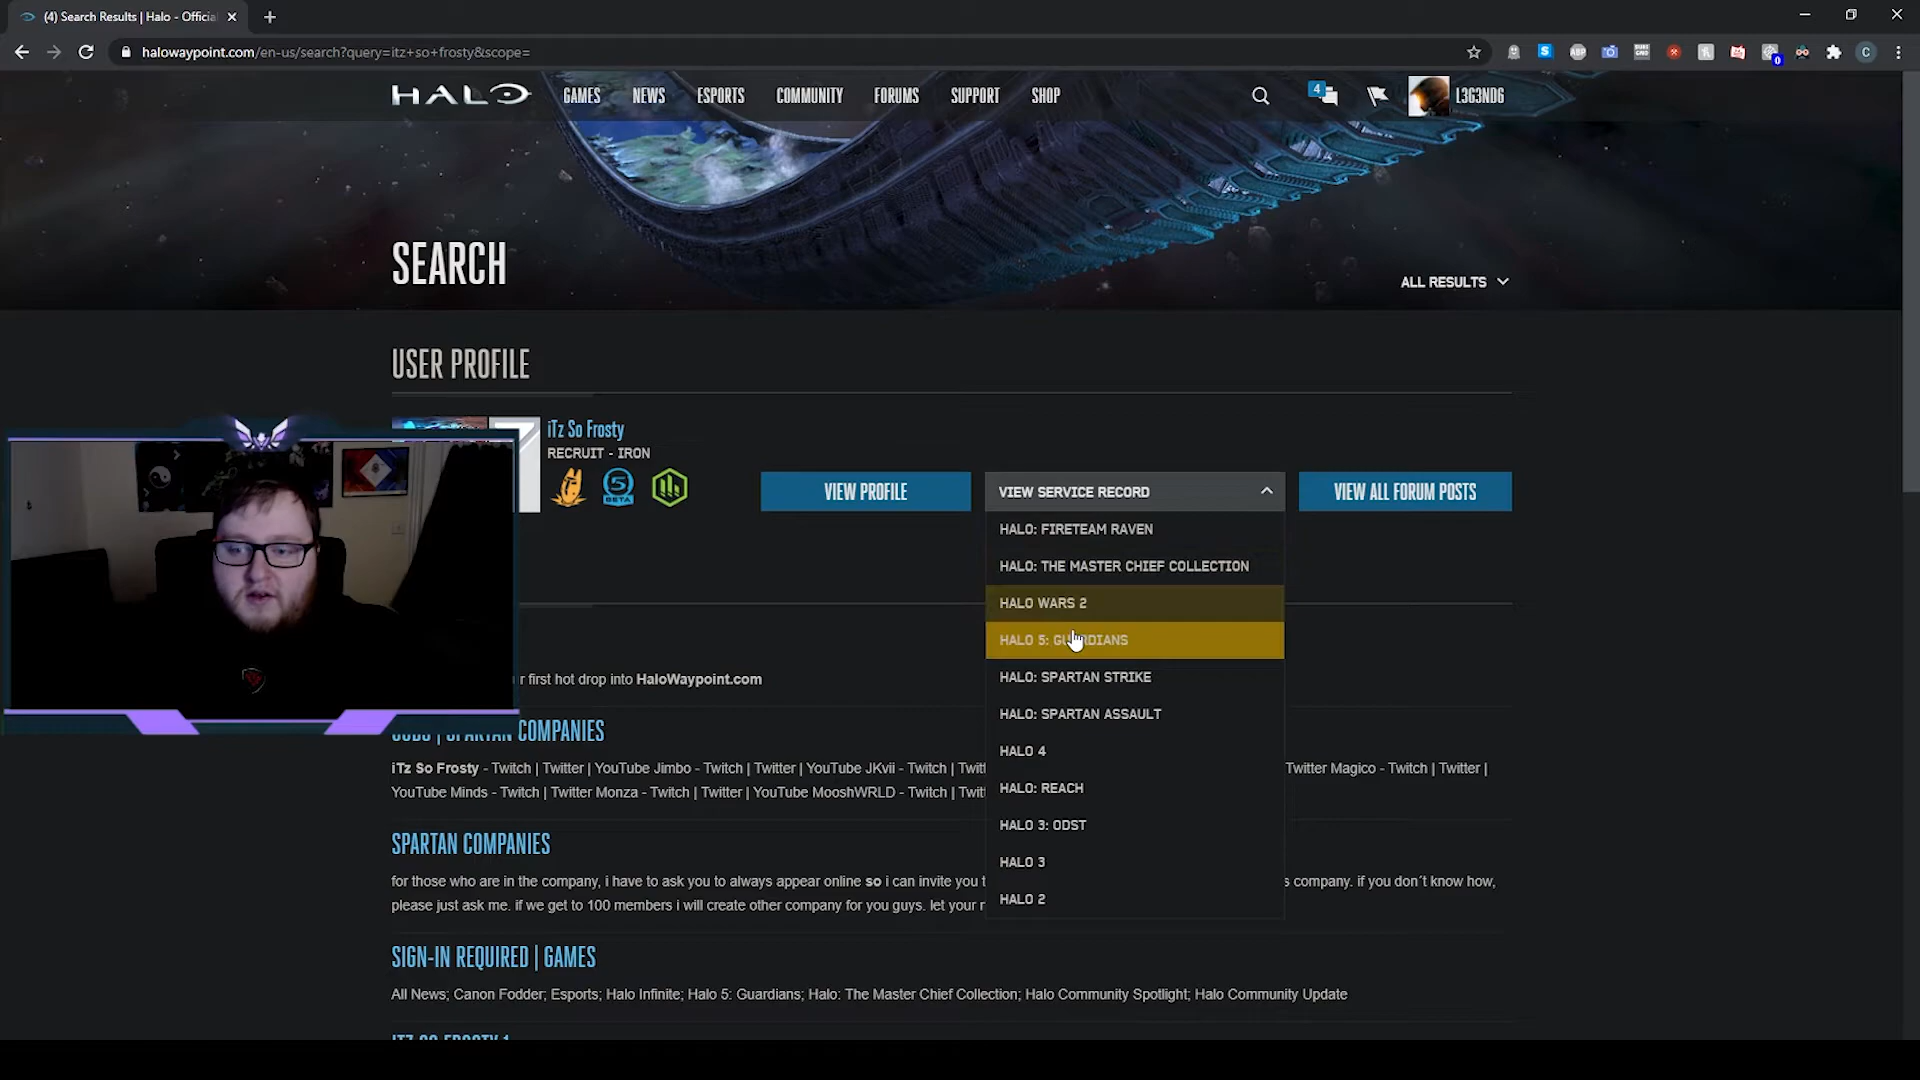 (4) Search Results | Halo - Officia
halowaypoint.com/en-us/search?query=itz+so+frosty&scope=
HALO
GAMES
NEWS
ESPORTS
COMMUNITY
FORUMS
SUPPORT
SHOP
4
L3G3ND6
SEARCH
ALL RESULTS
USER PROFILE
iTz So Frosty
RECRUIT - IRON
5
BETA
VIEW PROFILE
VIEW SERVICE RECORD
VIEW ALL FORUM POSTS
HALO: FIRETEAM RAVEN
HALO: THE MASTER CHIEF COLLECTION
HALO WARS 2
HALO 5: GUARDIANS
HALO: SPARTAN STRIKE
HALO: SPARTAN ASSAULT
HALO 4
HALO: REACH
HALO 3: ODST
HALO 3
HALO 2
r first hot drop into HaloWaypoint.com
| SPARTAN COMPANIES
iTz So Frosty - Twitch | Twitter | YouTube Jimbo - Twitch | Twitter | YouTube JKvii - Twitch | Twit Twitter Magico - Twitch | Twitter |
YouTube Minds - Twitch | Twitter Monza - Twitch | Twitter | YouTube MooshWRLD - Twitch | Twit
SPARTAN COMPANIES
for those who are in the company, i have to ask you to always appear online so i can invite you t s company. if you don´t know how,
please just ask me. if we get to 100 members i will create other company for you guys. let your
SIGN-IN REQUIRED | GAMES
All News; Canon Fodder; Esports; Halo Infinite; Halo 5: Guardians; Halo: The Master Chief Collection; Halo Community Spotlight; Halo Community Update
ITZ SO FROSTY 1